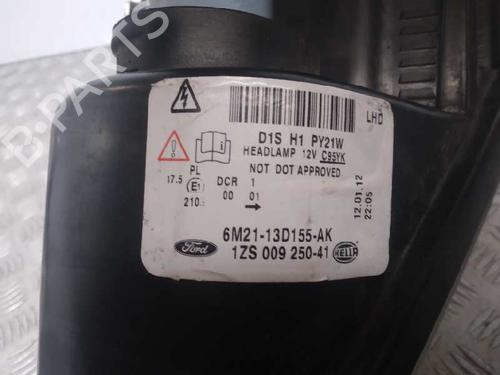 B-PARTS
LHD
D1S H1 PY21W
HEADLAMP 12V C95YK
NOT DOT APPROVED
PL
17.5 E1 DCR 1
00 01
12.01.12
22:05
6M21-13D155-AK
Ford 1ZS 009 250-41 HELLA